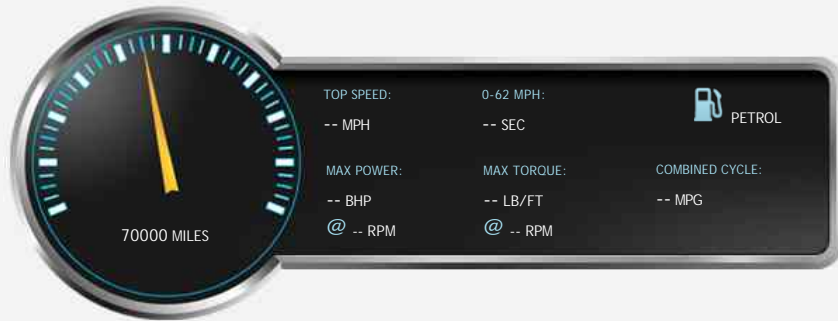 70000 MILES
TOP SPEED:
-- MPH
0-62 MPH:
-- SEC
PETROL
MAX POWER:
-- BHP
@ -- RPM
MAX TORQUE:
-- LB/FT
@ -- RPM
COMBINED CYCLE:
-- MPG